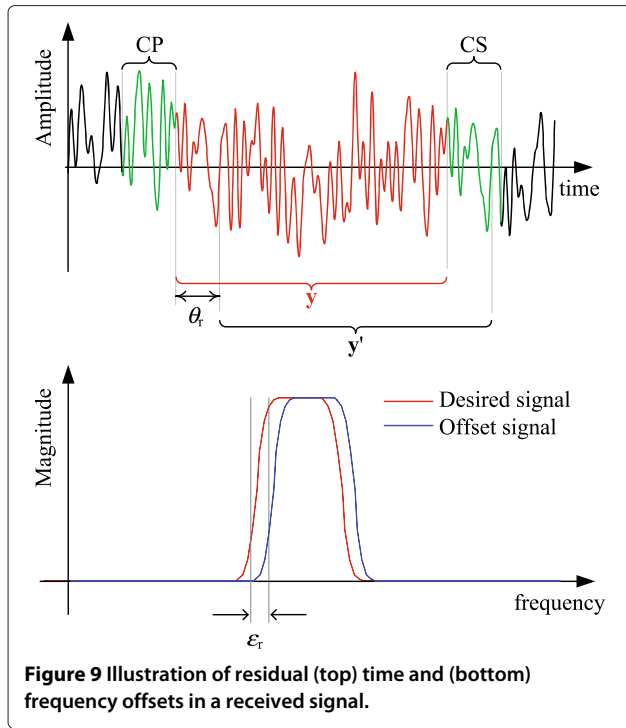 CP
CS
Amplitude
time
y
θr
y'
Magnitude
Desired signal
Offset signal
frequency
εr
Figure 9 Illustration of residual (top) time and (bottom)
frequency offsets in a received signal.